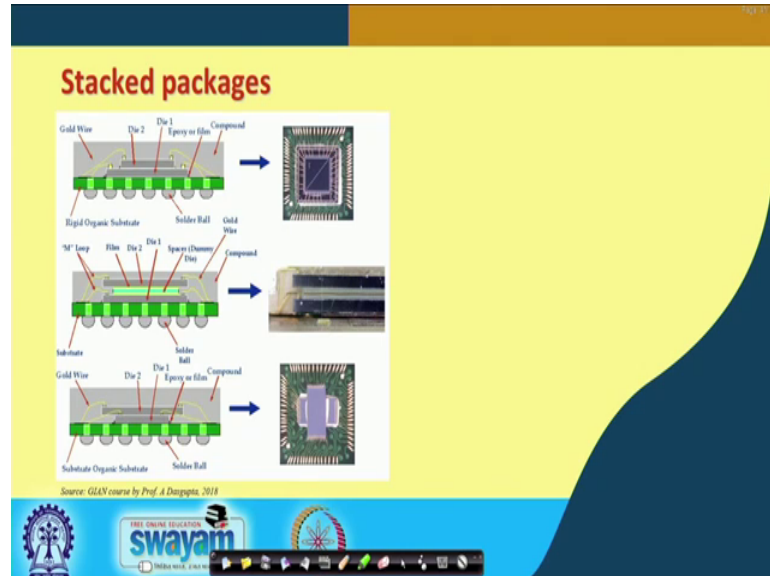 Stacked packages
Gold Wire
Die 2
Die 1
Epoxy or film
Compound
Rigid Organic Substrate
Solder Ball
Gold Wire
"M" Loop
Film
Die 2
Die 1
Spacer (Dummy Die)
Compound
Substrate
Solder Ball
Gold Wire
Die 2
Die 1
Epoxy or film
Compound
Substrate Organic Substrate
Solder Ball
Source: GIAN course by Prof. A Dasgupta, 2018
FREE ONLINE EDUCATION
swayam